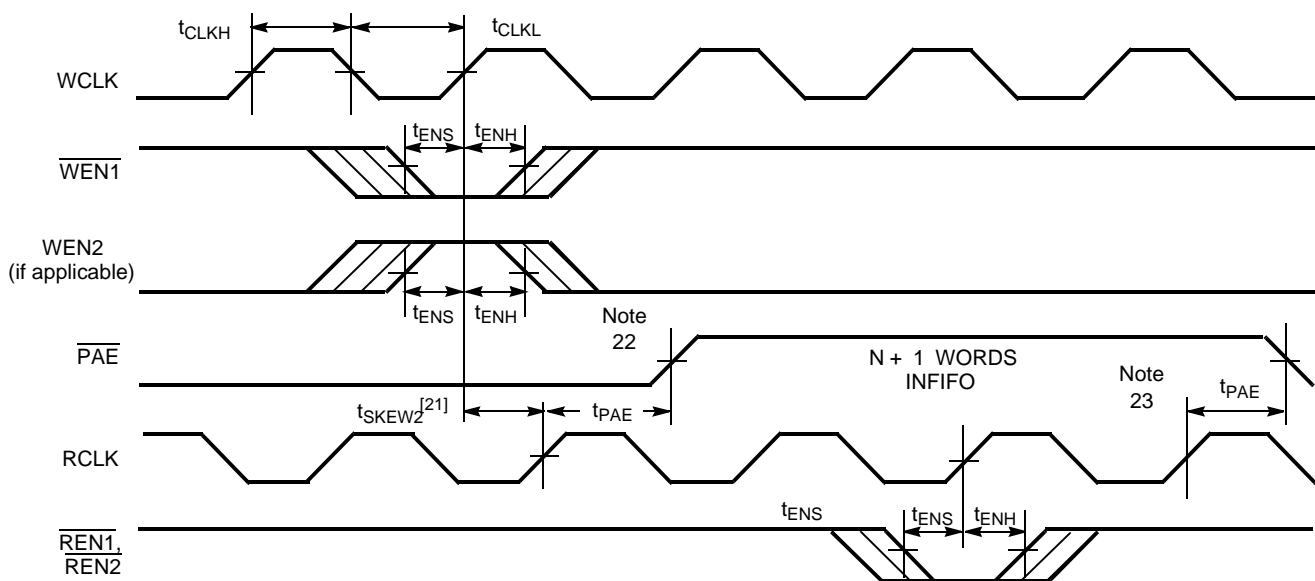 tCLKH
tCLKL
WCLK
tENS
tENH
WEN1
WEN2
(if applicable)
tENS
tENH
Note
22
PAE
N + 1 WORDS
INFIFO
Note
23
tSKEW2[21]
tPAE
tPAE
RCLK
tENS
tENS
tENH
REN1,
REN2